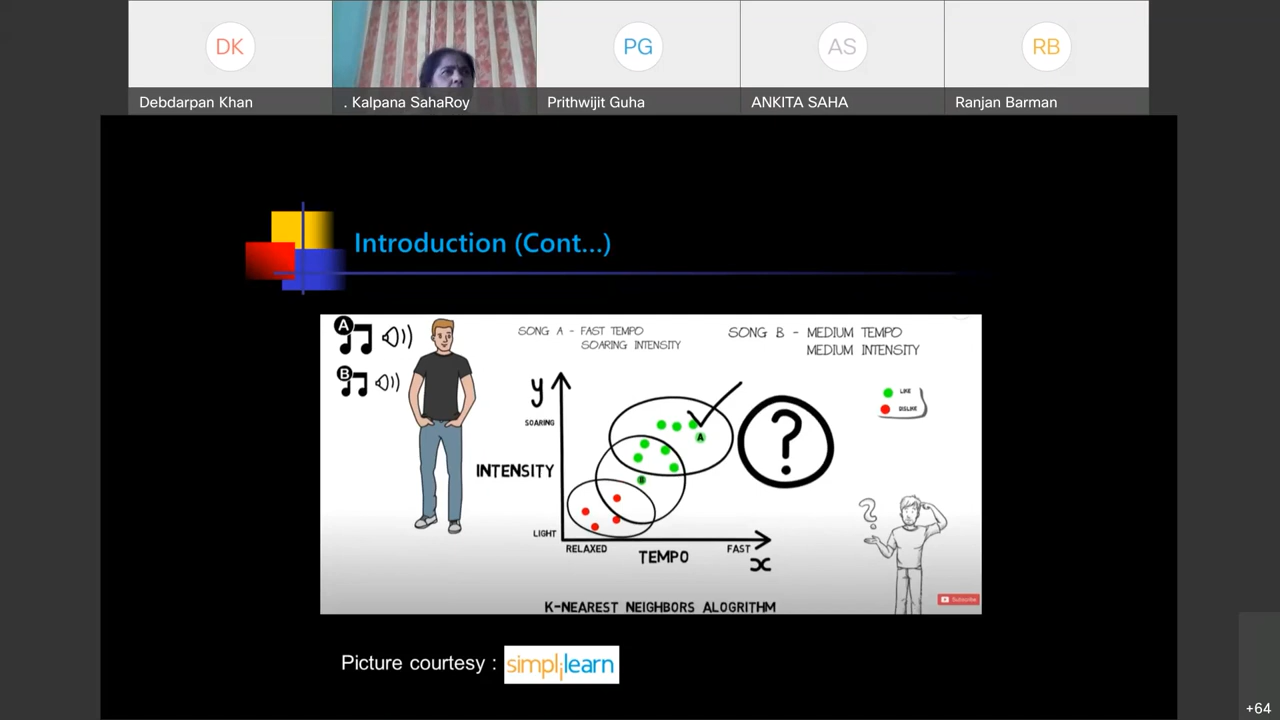 DK
PG
AS
RB
Debdarpan Khan
. Kalpana SahaRoy
Prithwijit Guha
ANKITA SAHA
Ranjan Barman
Introduction (Cont...)
A
B
SONG A - FAST TEMPO
SOARING INTENSITY
SONG B - MEDIUM TEMPO
MEDIUM INTENSITY
y
SOARING
INTENSITY
LIGHT
RELAXED
TEMPO
FAST
x
A
B
?
LIKE
DISLIKE
?
K-NEAREST NEIGHBORS ALOGRITHM
Subscribe
Picture courtesy :
simplilearn
+64